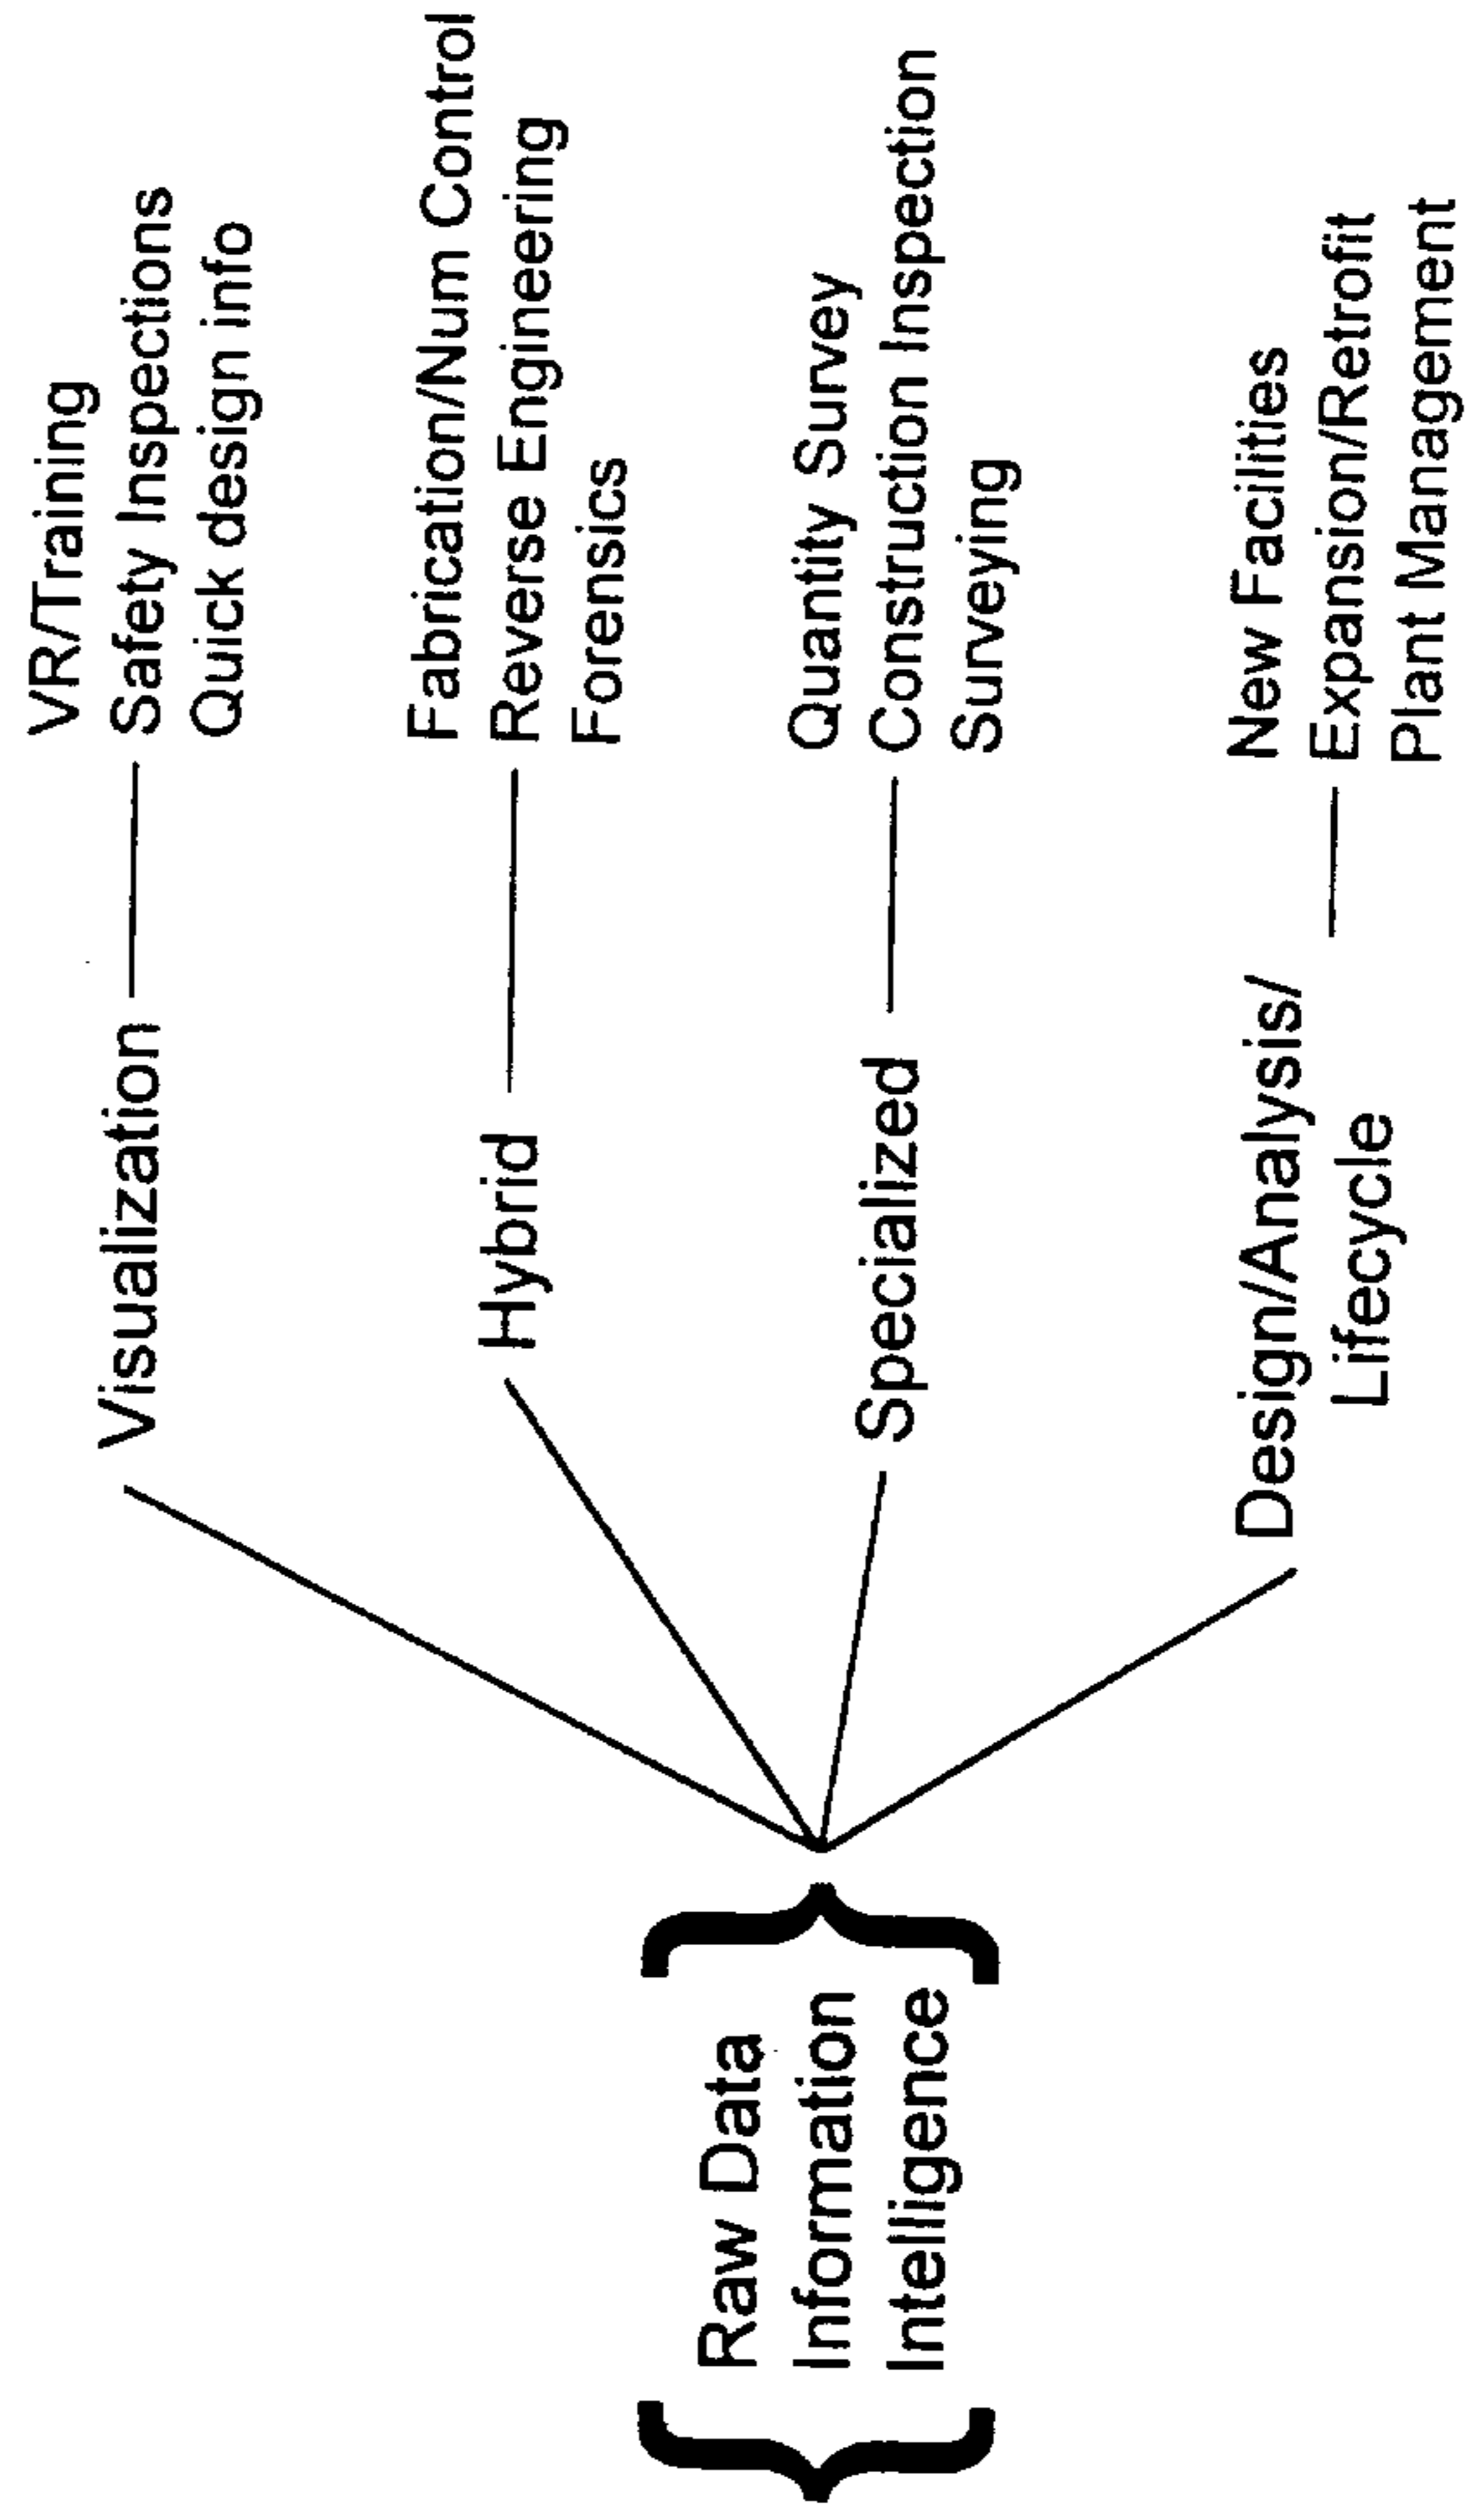 Raw Data
Information
Intelligence
Visualization
VR/Training
Safety Inspections
Quick design info
Hybrid
Fabrication/Num Control
Reverse Engineering
Forensics
Specialized
Quantity Survey
Construction Inspection
Surveying
Design/Analysis/
Lifecycle
New Facilities
Expansion/Retrofit
Plant Management